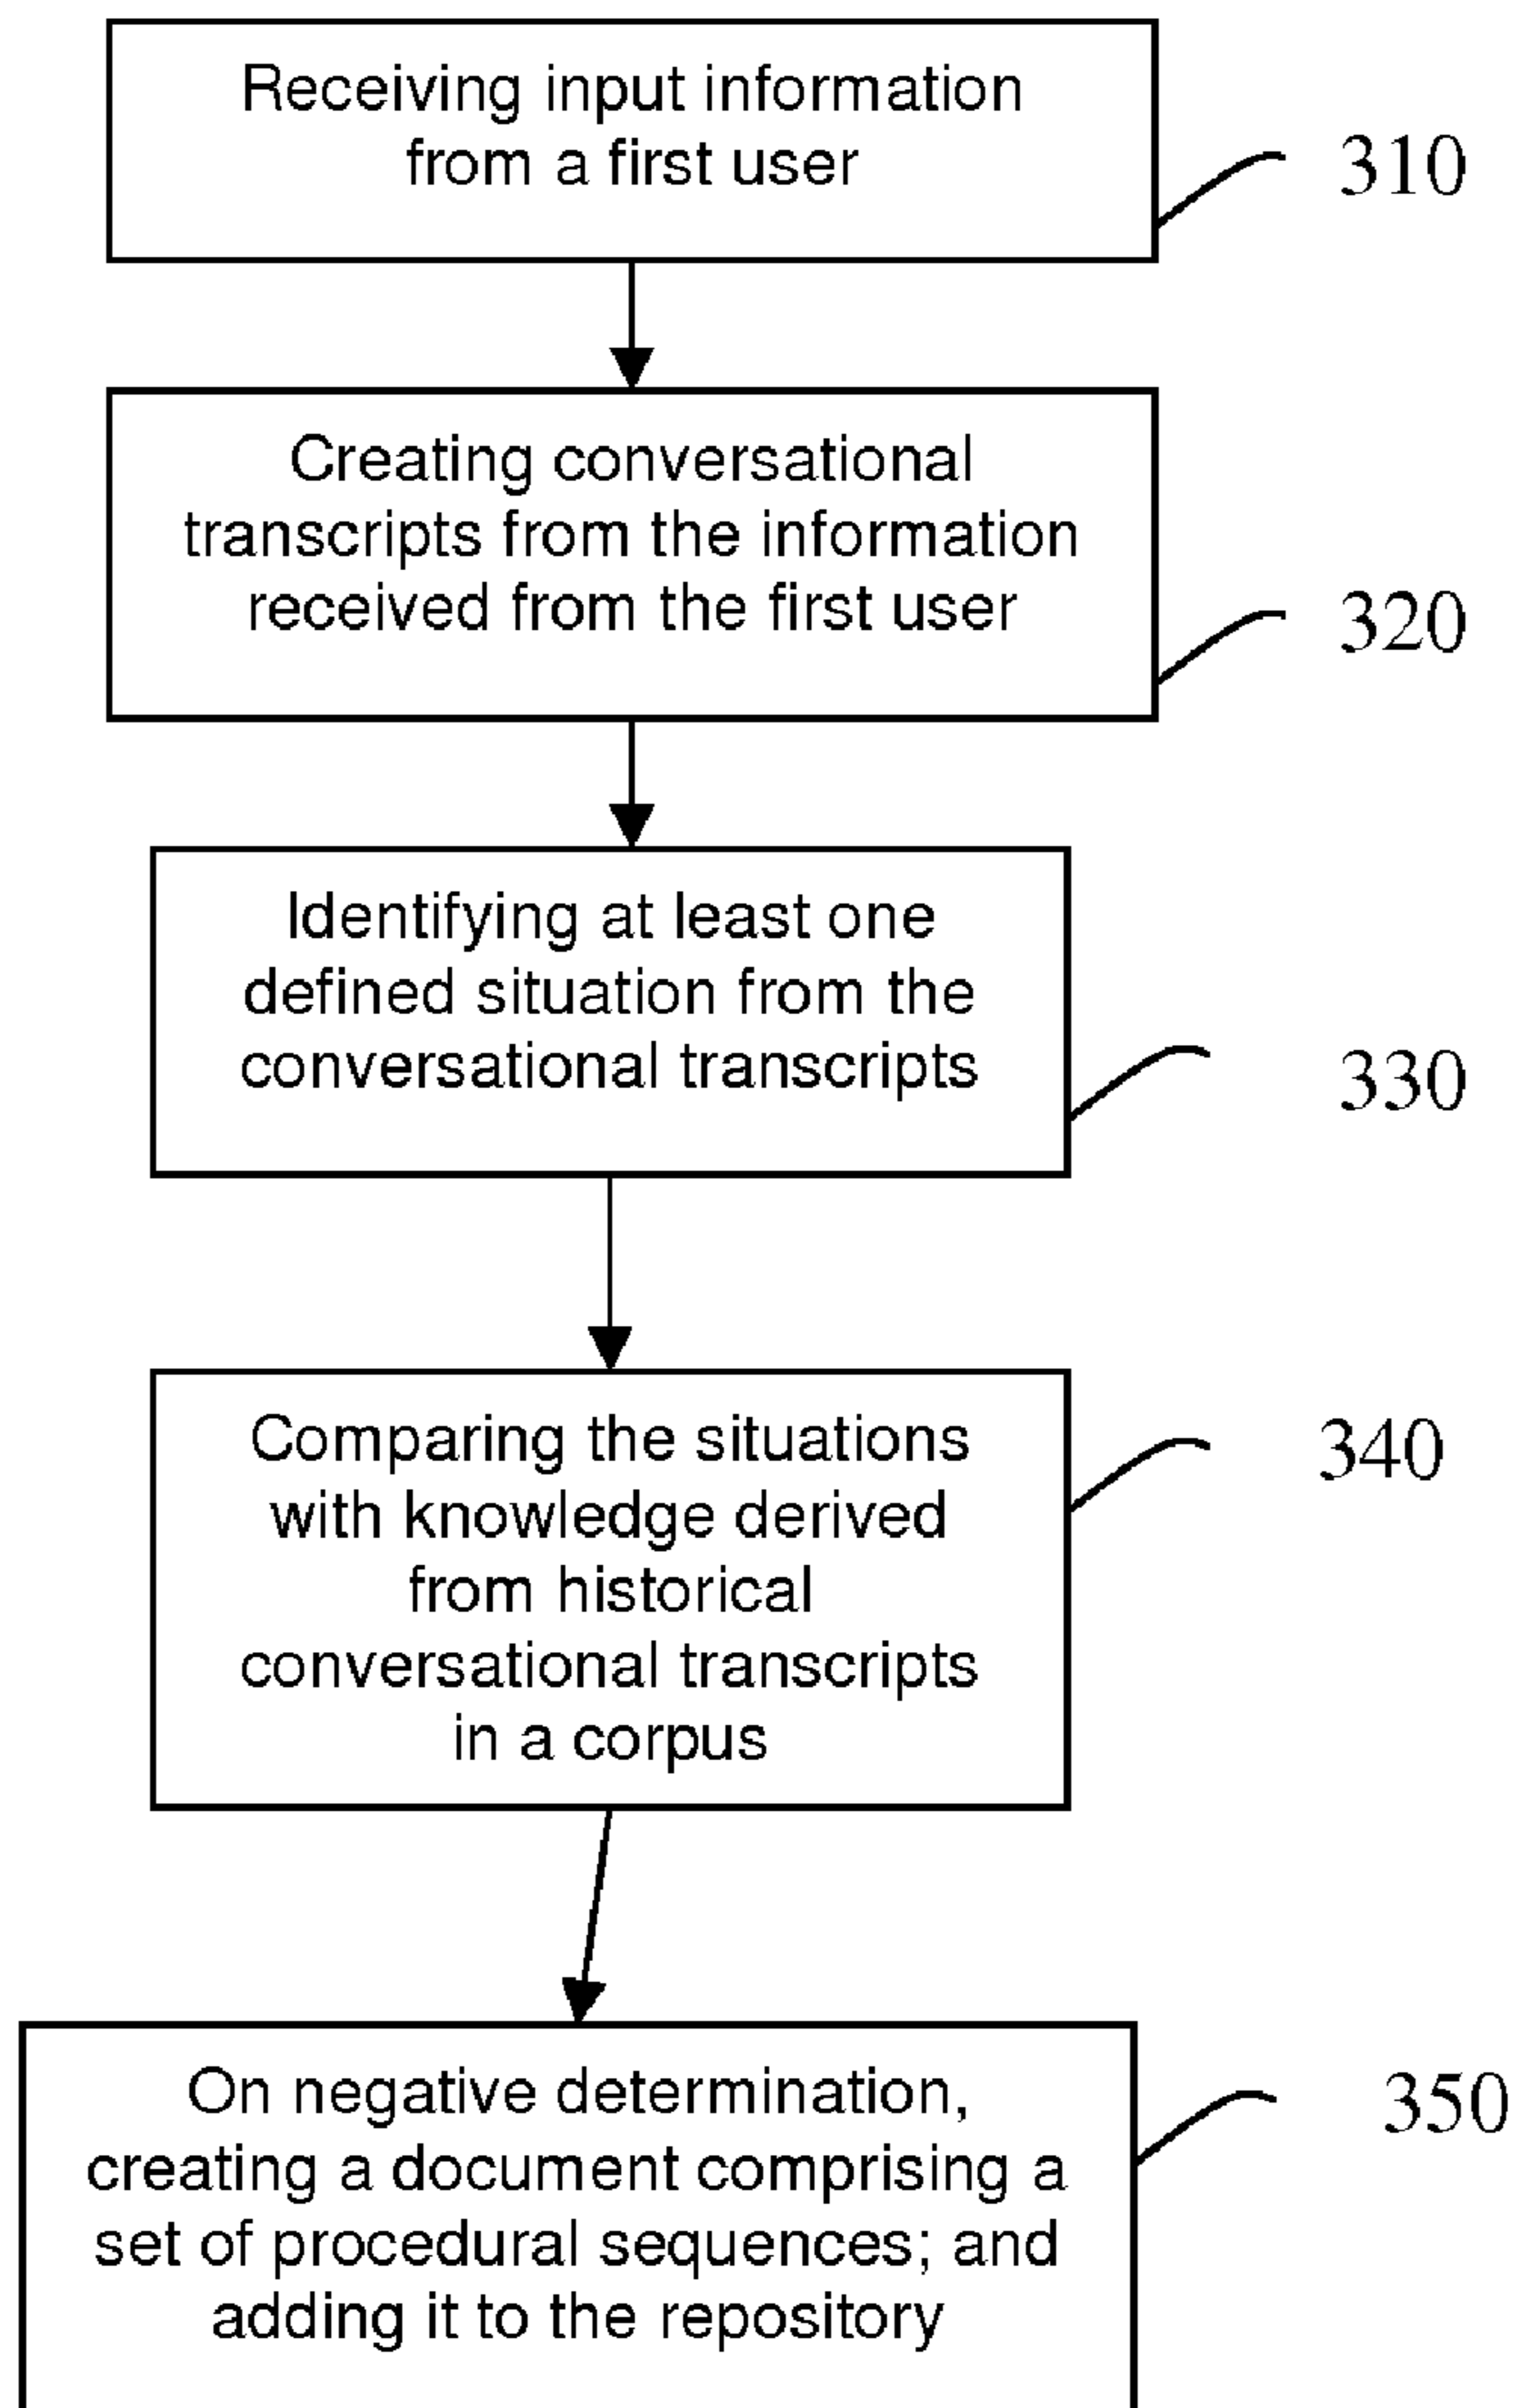 Receiving input information
from a first user
310
Creating conversational
transcripts from the information
received from the first user
320
Identifying at least one
defined situation from the
conversational transcripts
330
Comparing the situations
with knowledge derived
from historical
conversational transcripts
in a corpus
340
On negative determination,
creating a document comprising a
set of procedural sequences; and
adding it to the repository
350